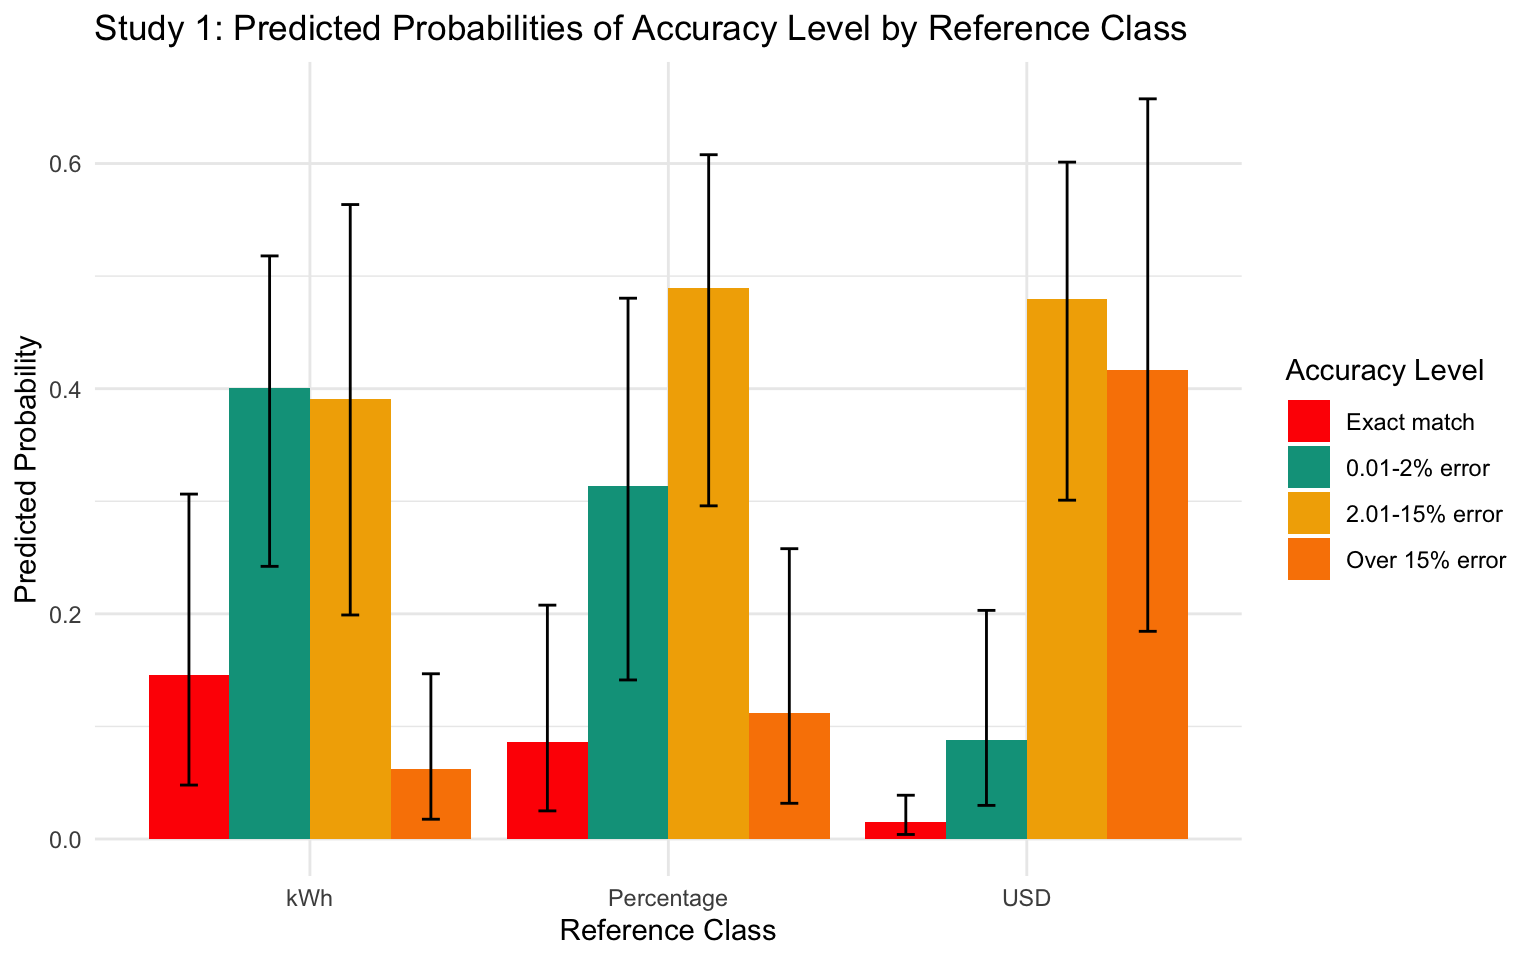 Study 1: Predicted Probabilities of Accuracy Level by Reference Class
Predicted Probability
0.6
0.4
0.2
0.0
kWh
Percentage
USD
Reference Class
Accuracy Level
Exact match
0.01-2% error
2.01-15% error
Over 15% error